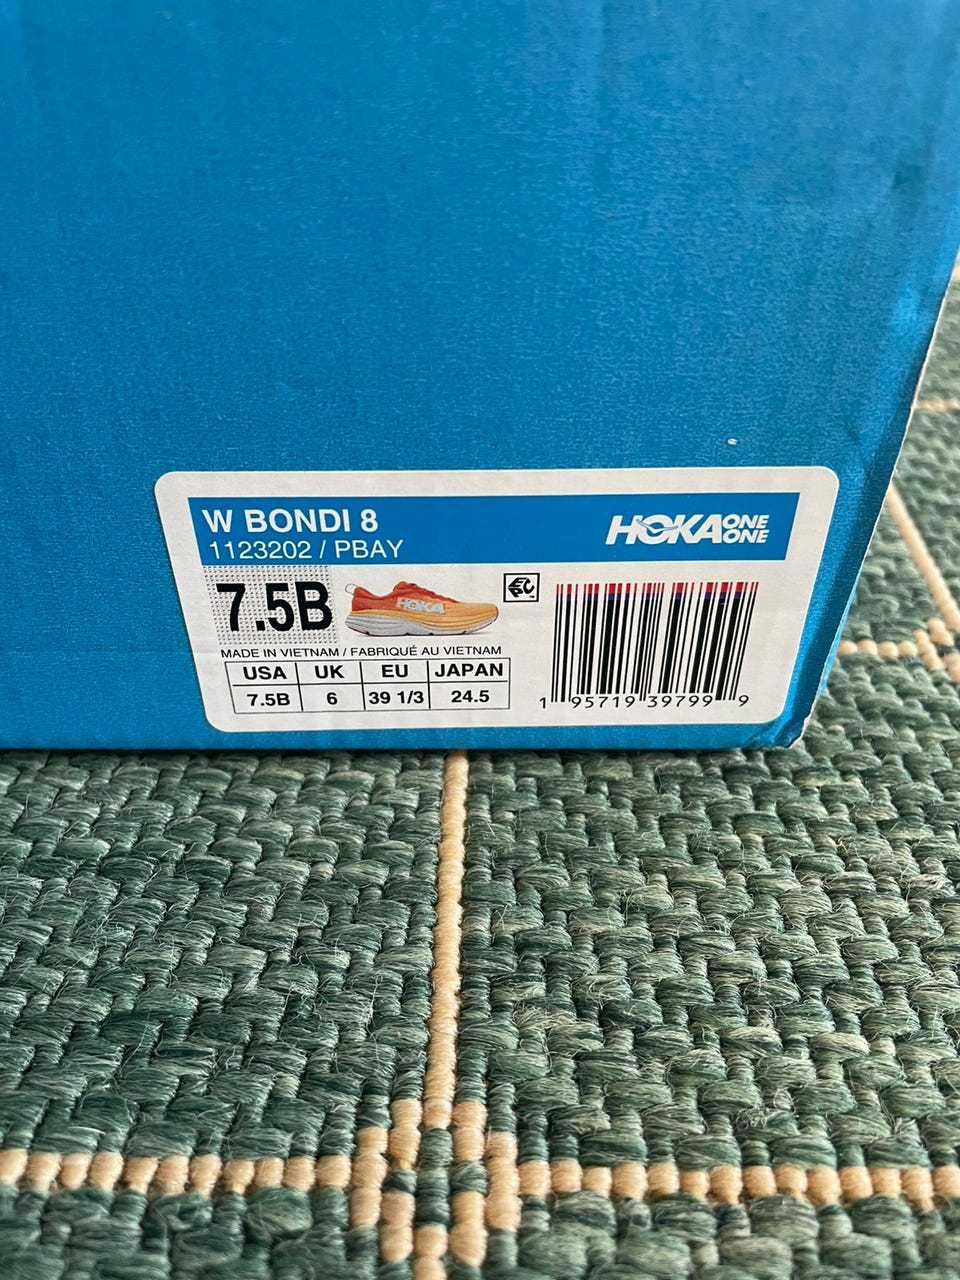 W BONDI 8
1123202 / PBAY
HOKA ONE ONE
7.5B
HOKA
EC
MADE IN VIETNAM / FABRIQUÉ AU VIETNAM
USA UK EU JAPAN
7.5B 6 39 1/3 24.5
1 95719 39799 9